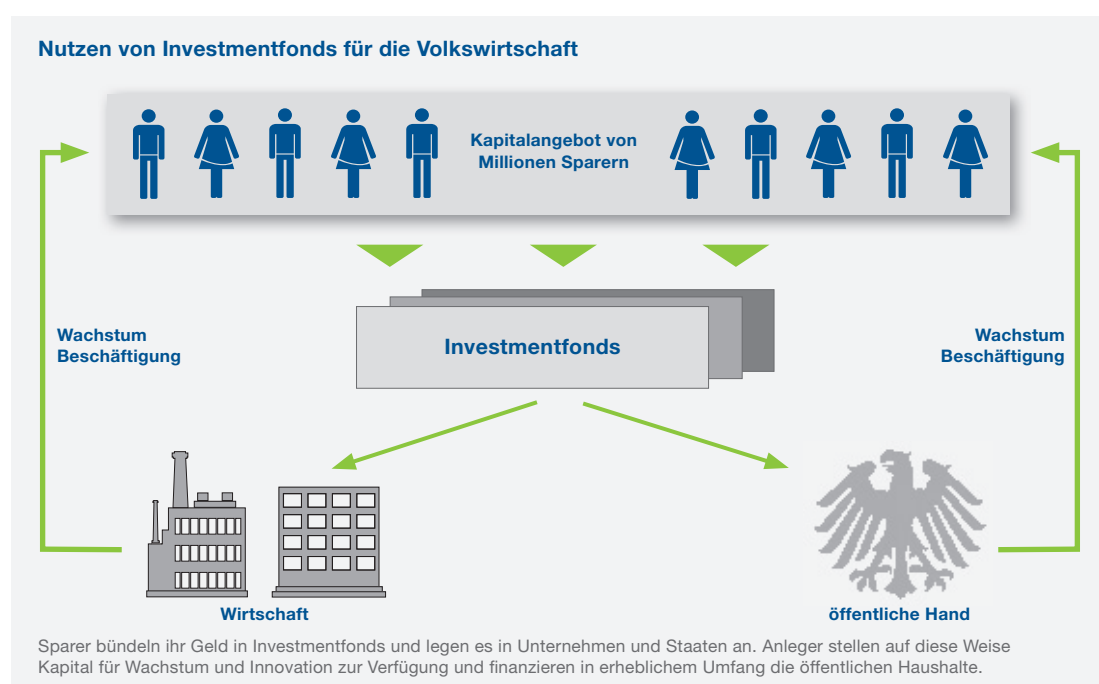 Nutzen von Investmentfonds für die Volkswirtschaft
Kapitalangebot von
Millionen Sparern
Wachstum
Beschäftigung
Investmentfonds
Wachstum
Beschäftigung
Wirtschaft
öffentliche Hand
Sparer bündeln ihr Geld in Investmentfonds und legen es in Unternehmen und Staaten an. Anleger stellen auf diese Weise
Kapital für Wachstum und Innovation zur Verfügung und finanzieren in erheblichem Umfang die öffentlichen Haushalte.